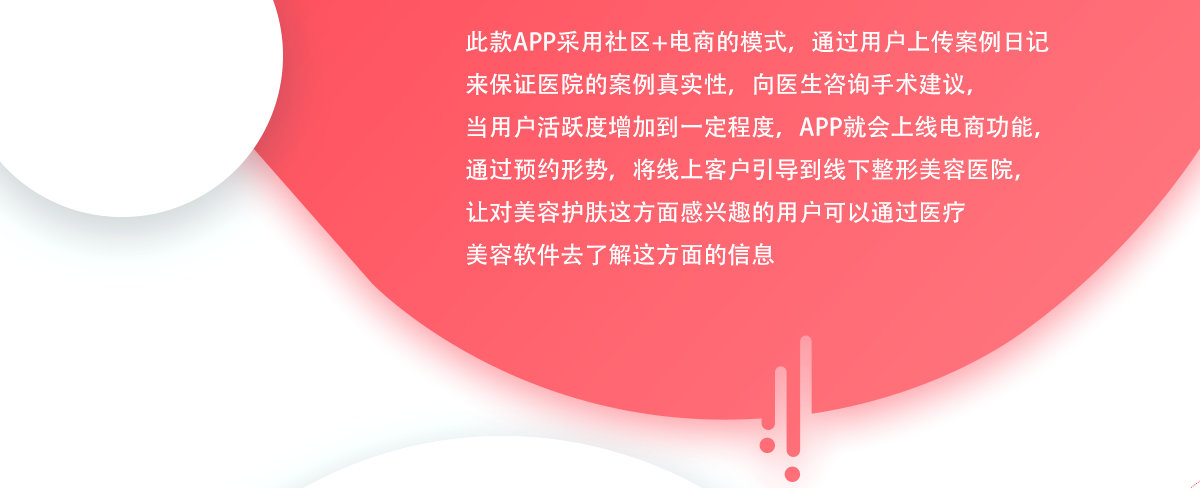 此款APP采用社区+电商的模式，通过用户上传案例日记
来保证医院的案例真实性，向医生咨询手术建议，
当用户活跃度增加到一定程度，APP就会上线电商功能，
通过预约形势，将线上客户引导到线下整形美容医院，
让对美容护肤这方面感兴趣的用户可以通过医疗
美容软件去了解这方面的信息